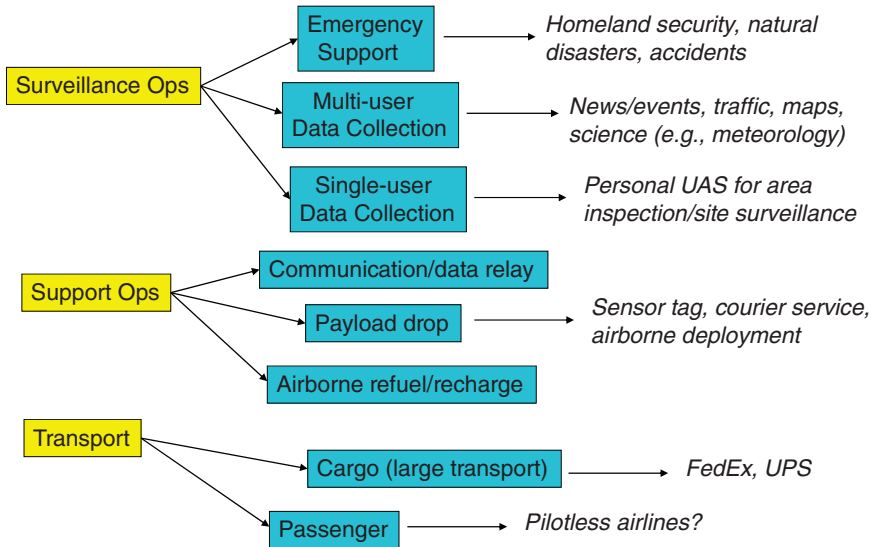 Surveillance Ops
Emergency
Support
Homeland security, natural
disasters, accidents
Multi-user
Data Collection
News/events, traffic, maps,
science (e.g., meteorology)
Single-user
Data Collection
Personal UAS for area
inspection/site surveillance
Support Ops
Communication/data relay
Payload drop
Sensor tag, courier service,
airborne deployment
Airborne refuel/recharge
Transport
Cargo (large transport)
FedEx, UPS
Passenger
Pilotless airlines?